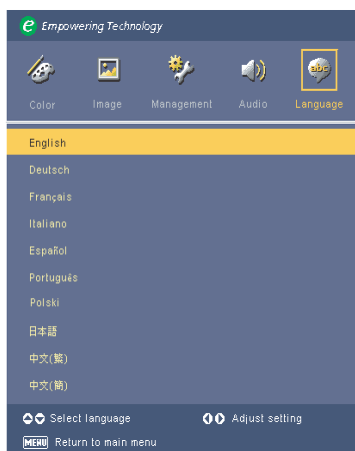 e Empowering Technology
Color Image Management abc Audio Language
English
Deutsch
Français
Italiano
Español
Português
Polski
日本語
中文(繁)
中文(簡)
Select language Adjust setting
MENU Return to main menu